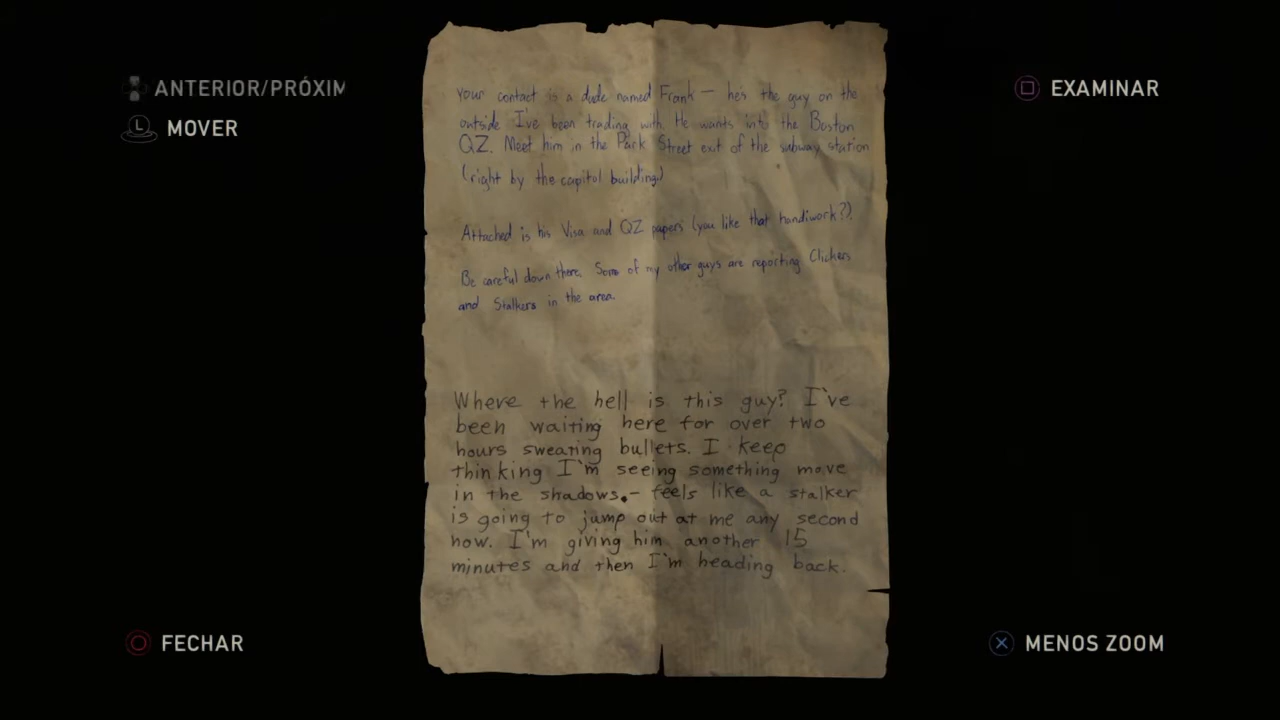 ANTERIOR/PRÓXIM
MOVER
EXAMINAR
Your contact is a dude named Frank — he's the guy on the
outside I've been trading with. He wants into the Boston
QZ. Meet him in the Park Street exit of the subway station
(right by the capitol building.)
Attached is his Visa and QZ papers (you like that handiwork?).
Be careful down there. Some of my other guys are reporting Clickers
and Stalkers in the area.
Where the hell is this guy? I've
been waiting here for over two
hours sweating bullets. I keep
thinking I'm seeing something move
in the shadows.- feels like a stalker
is going to jump out at me any second
now. I'm giving him another 15
minutes and then I'm heading back.
FECHAR
MENOS ZOOM